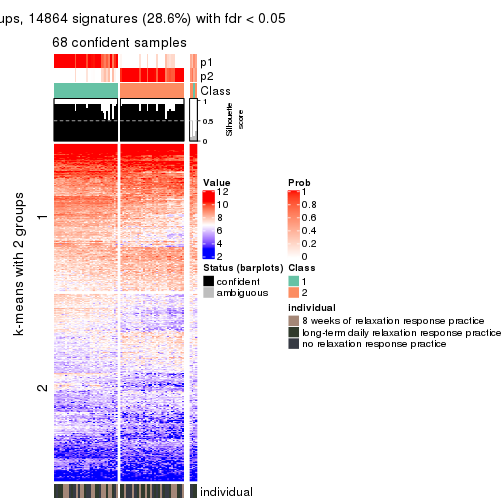 ups, 14864 signatures (28.6%) with fdr < 0.05
68 confident samples
p1
p2
Class
1
0.5
0
Silhouette score
k-means with 2 groups
1
2
individual
Value
12
10
8
6
4
2
Prob
1
0.8
0.6
0.4
0.2
0
Status (barplots)
confident
ambiguous
Class
1
2
individual
8 weeks of relaxation response practice
long-term daily relaxation response practice
no relaxation response practice